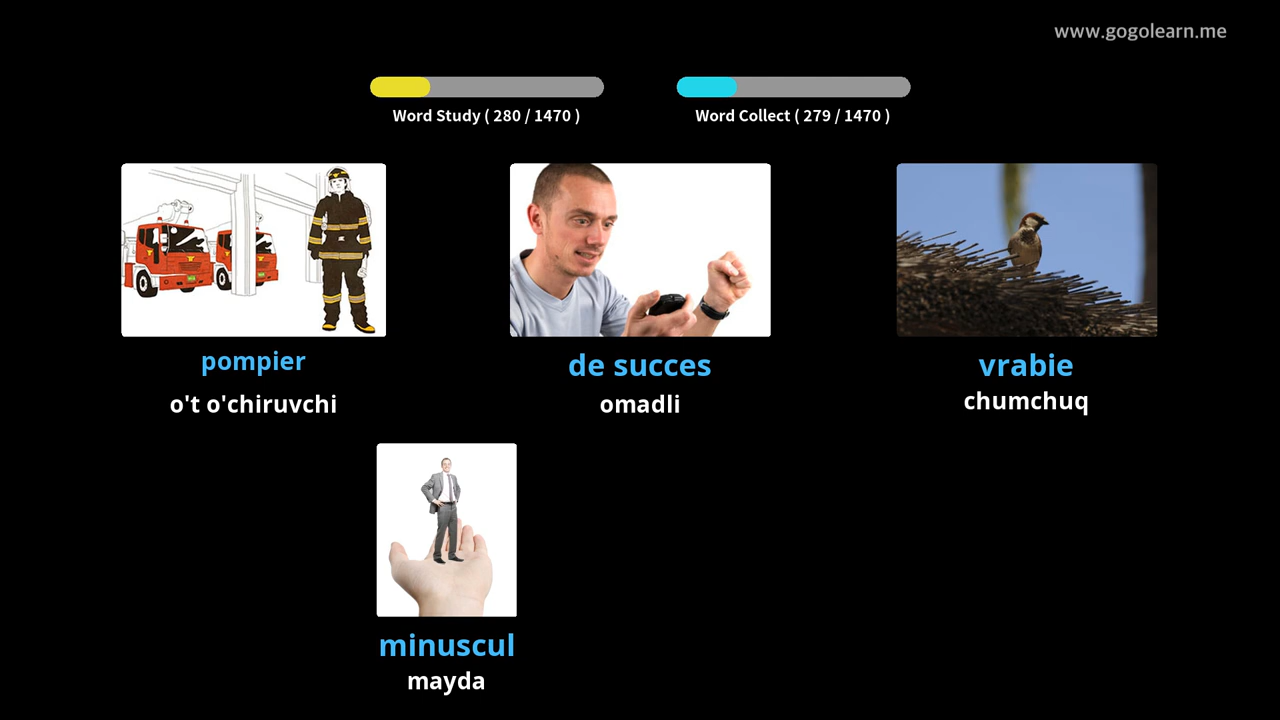 www.gogolearn.me
Word Study ( 280 / 1470 )
Word Collect ( 279 / 1470 )
pompier
o't o'chiruvchi
de succes
omadli
vrabie
chumchuq
minuscul
mayda